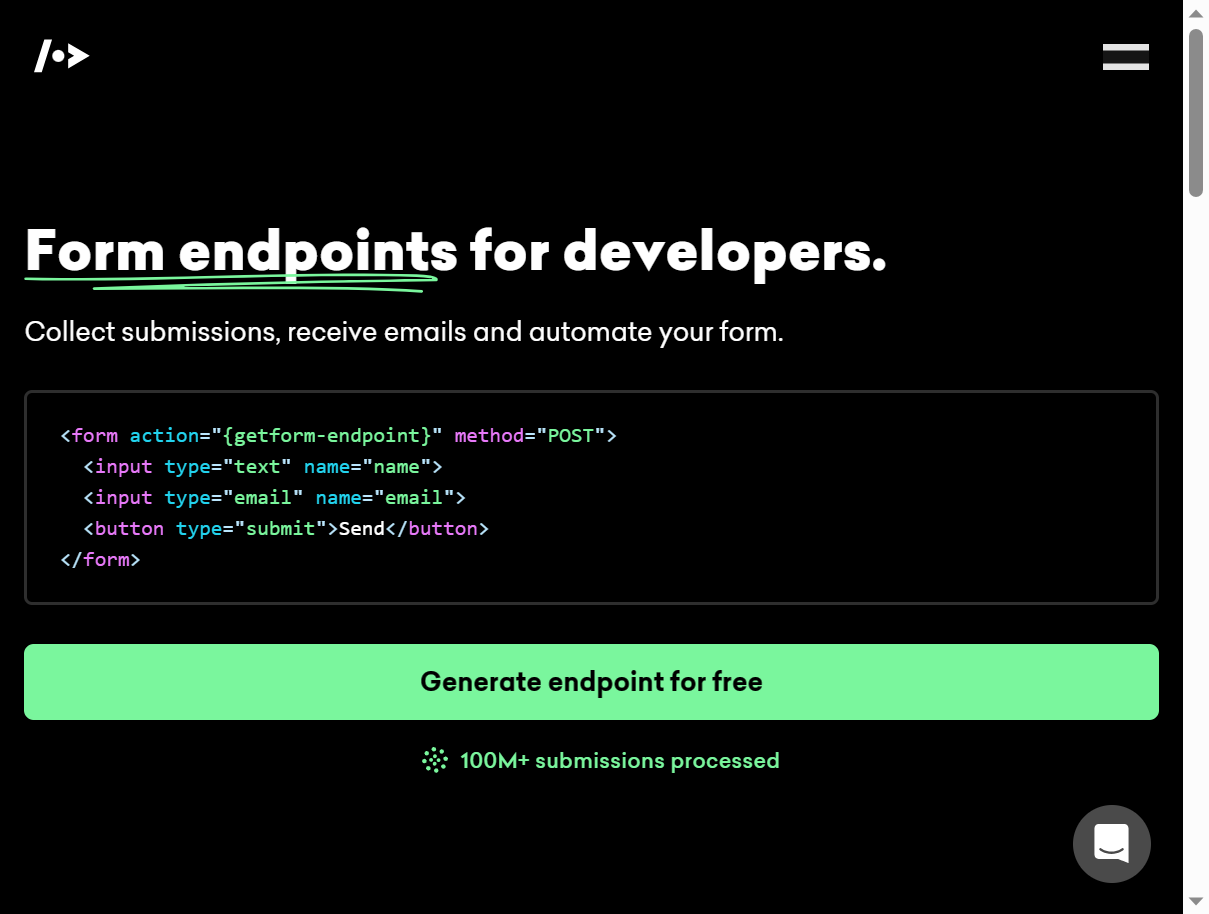 Form endpoints for developers.
Collect submissions, receive emails and automate your form.
<form action="{getform-endpoint}" method="POST">
  <input type="text" name="name">
  <input type="email" name="email">
  <button type="submit">Send</button>
</form>
Generate endpoint for free
100M+ submissions processed